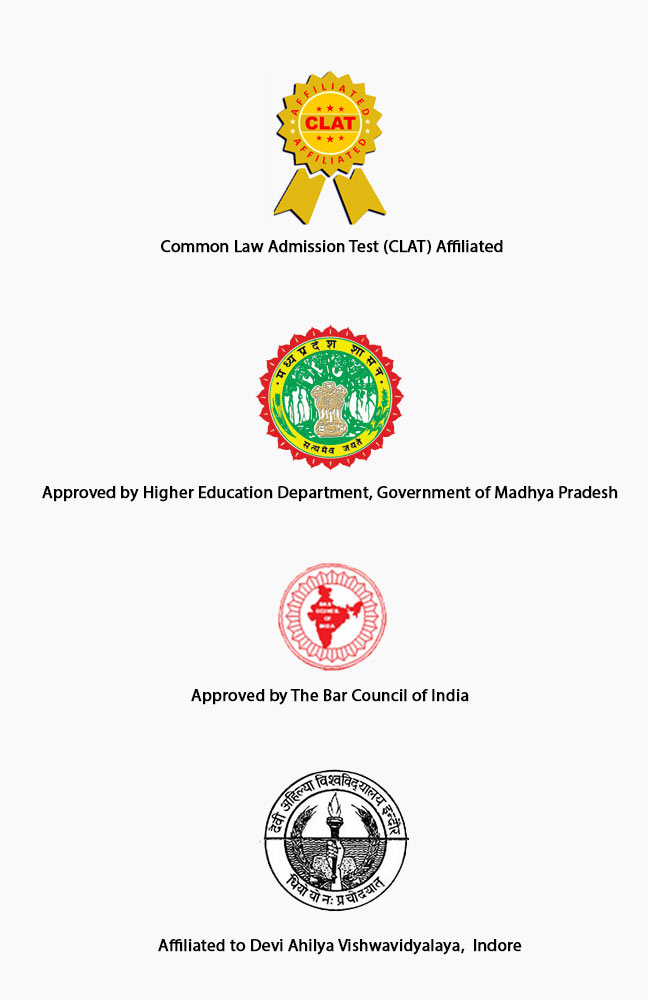 AFFILIATED
CLAT
AFFILIATED
Common Law Admission Test (CLAT) Affiliated
मध्यप्रदेश शासन
सत्यमेव जयते
Approved by Higher Education Department, Government of Madhya Pradesh
BAR
COUNCIL
OF
INDIA
Approved by The Bar Council of India
देवी अहिल्या विश्वविद्यालय इन्दौर
धियो यो नः प्रचोदयात्
Affiliated to Devi Ahilya Vishwavidyalaya, Indore